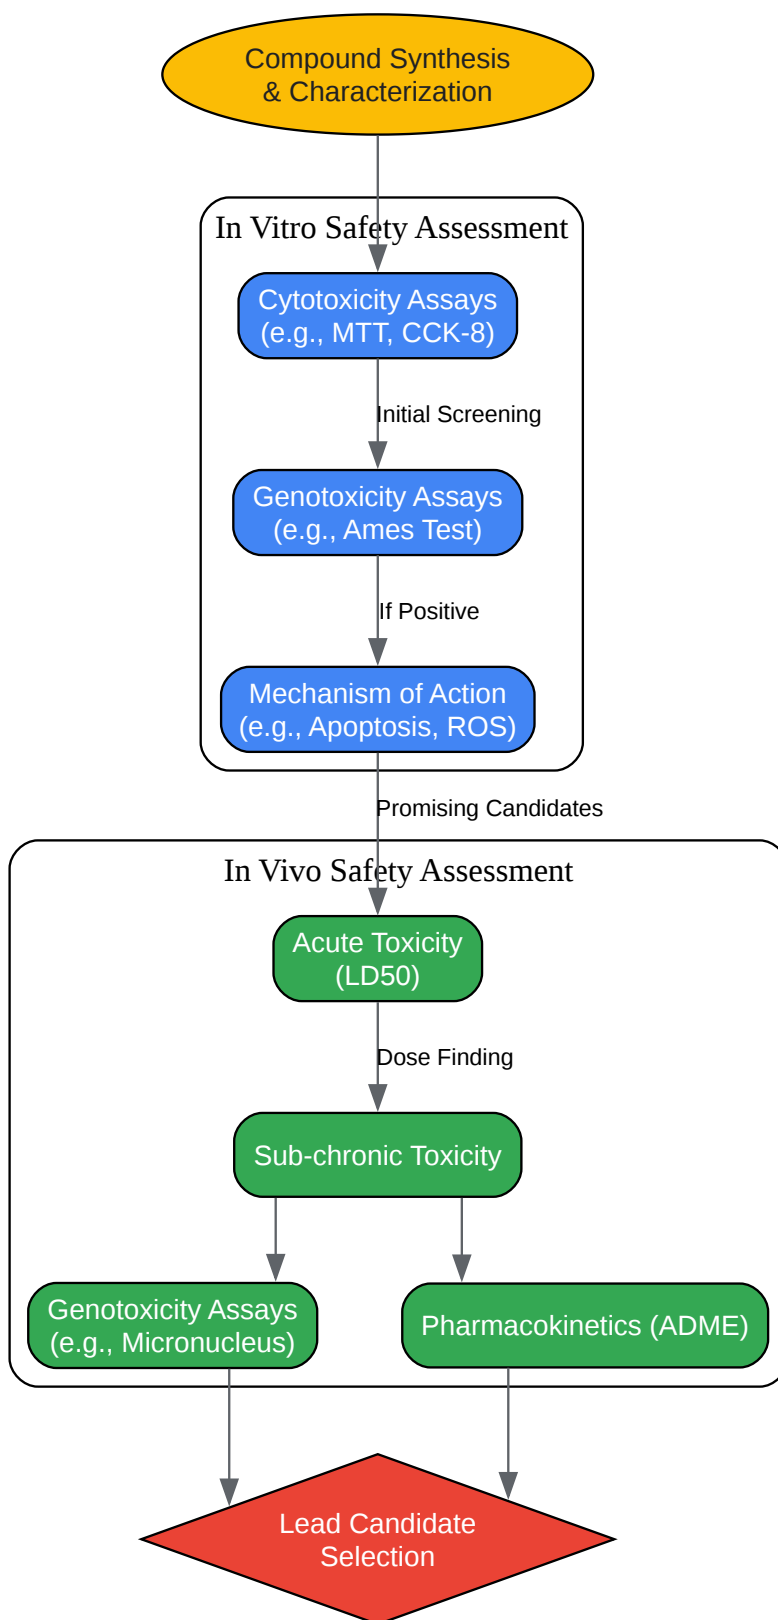 Compound Synthesis
& Characterization
In Vitro Safety Assessment
Cytotoxicity Assays
(e.g., MTT, CCK-8)
Initial Screening
Genotoxicity Assays
(e.g., Ames Test)
If Positive
Mechanism of Action
(e.g., Apoptosis, ROS)
Promising Candidates
In Vivo Safety Assessment
Acute Toxicity
(LD50)
Dose Finding
Sub-chronic Toxicity
Genotoxicity Assays
(e.g., Micronucleus)
Pharmacokinetics (ADME)
Lead Candidate
Selection